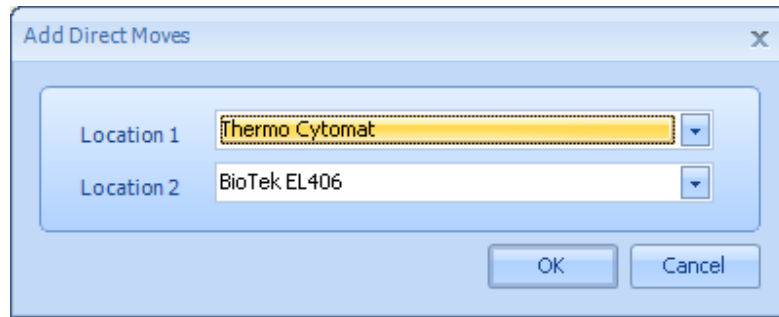 Add Direct Moves
Location 1 Thermo Cytomat
Location 2 BioTek EL406
OK Cancel